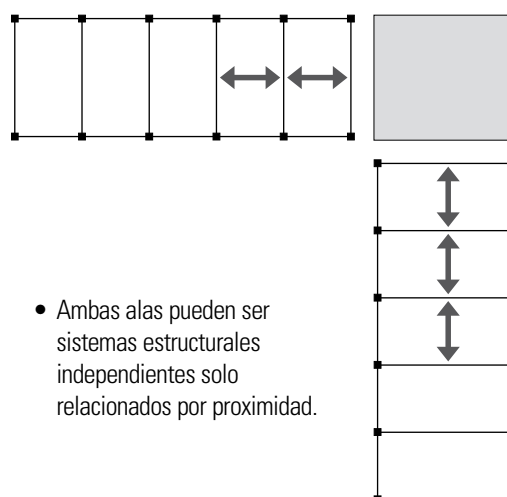 • Ambas alas pueden ser
sistemas estructurales
independientes solo
relacionados por proximidad.